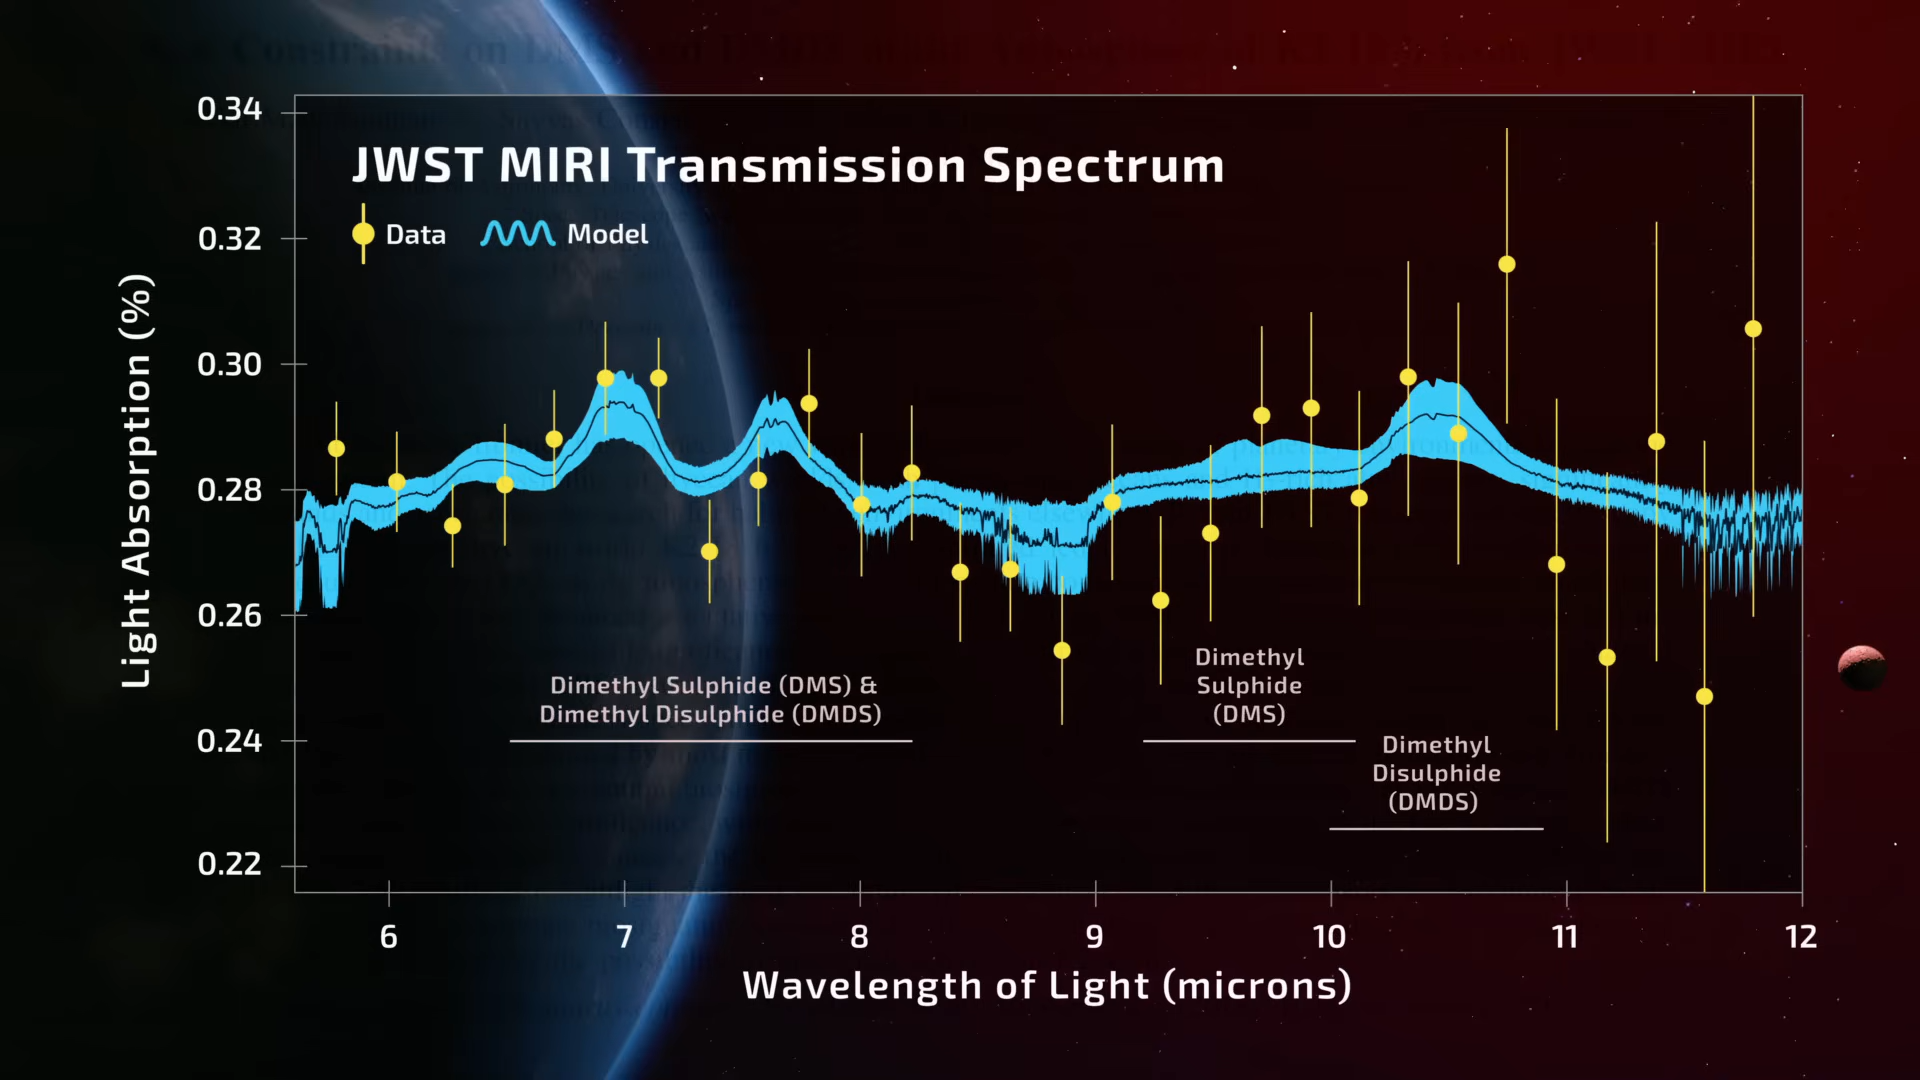 JWST MIRI Transmission Spectrum
Data
Model
Light Absorption (%)
0.34
0.32
0.30
0.28
0.26
0.24
0.22
Dimethyl Sulphide (DMS) &
Dimethyl Disulphide (DMDS)
Dimethyl
Sulphide
(DMS)
Dimethyl
Disulphide
(DMDS)
6
7
8
9
10
11
12
Wavelength of Light (microns)